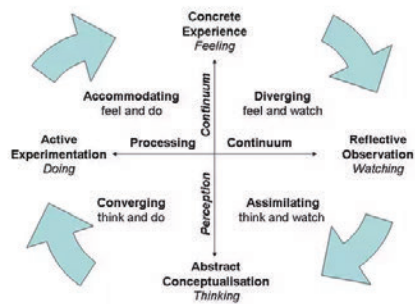 Concrete
Experience
Feeling
Continuum
Accommodating
feel and do
Diverging
feel and watch
Active
Experimentation
Doing
Processing
Continuum
Reflective
Observation
Watching
Perception
Converging
think and do
Assimilating
think and watch
Abstract
Conceptualisation
Thinking